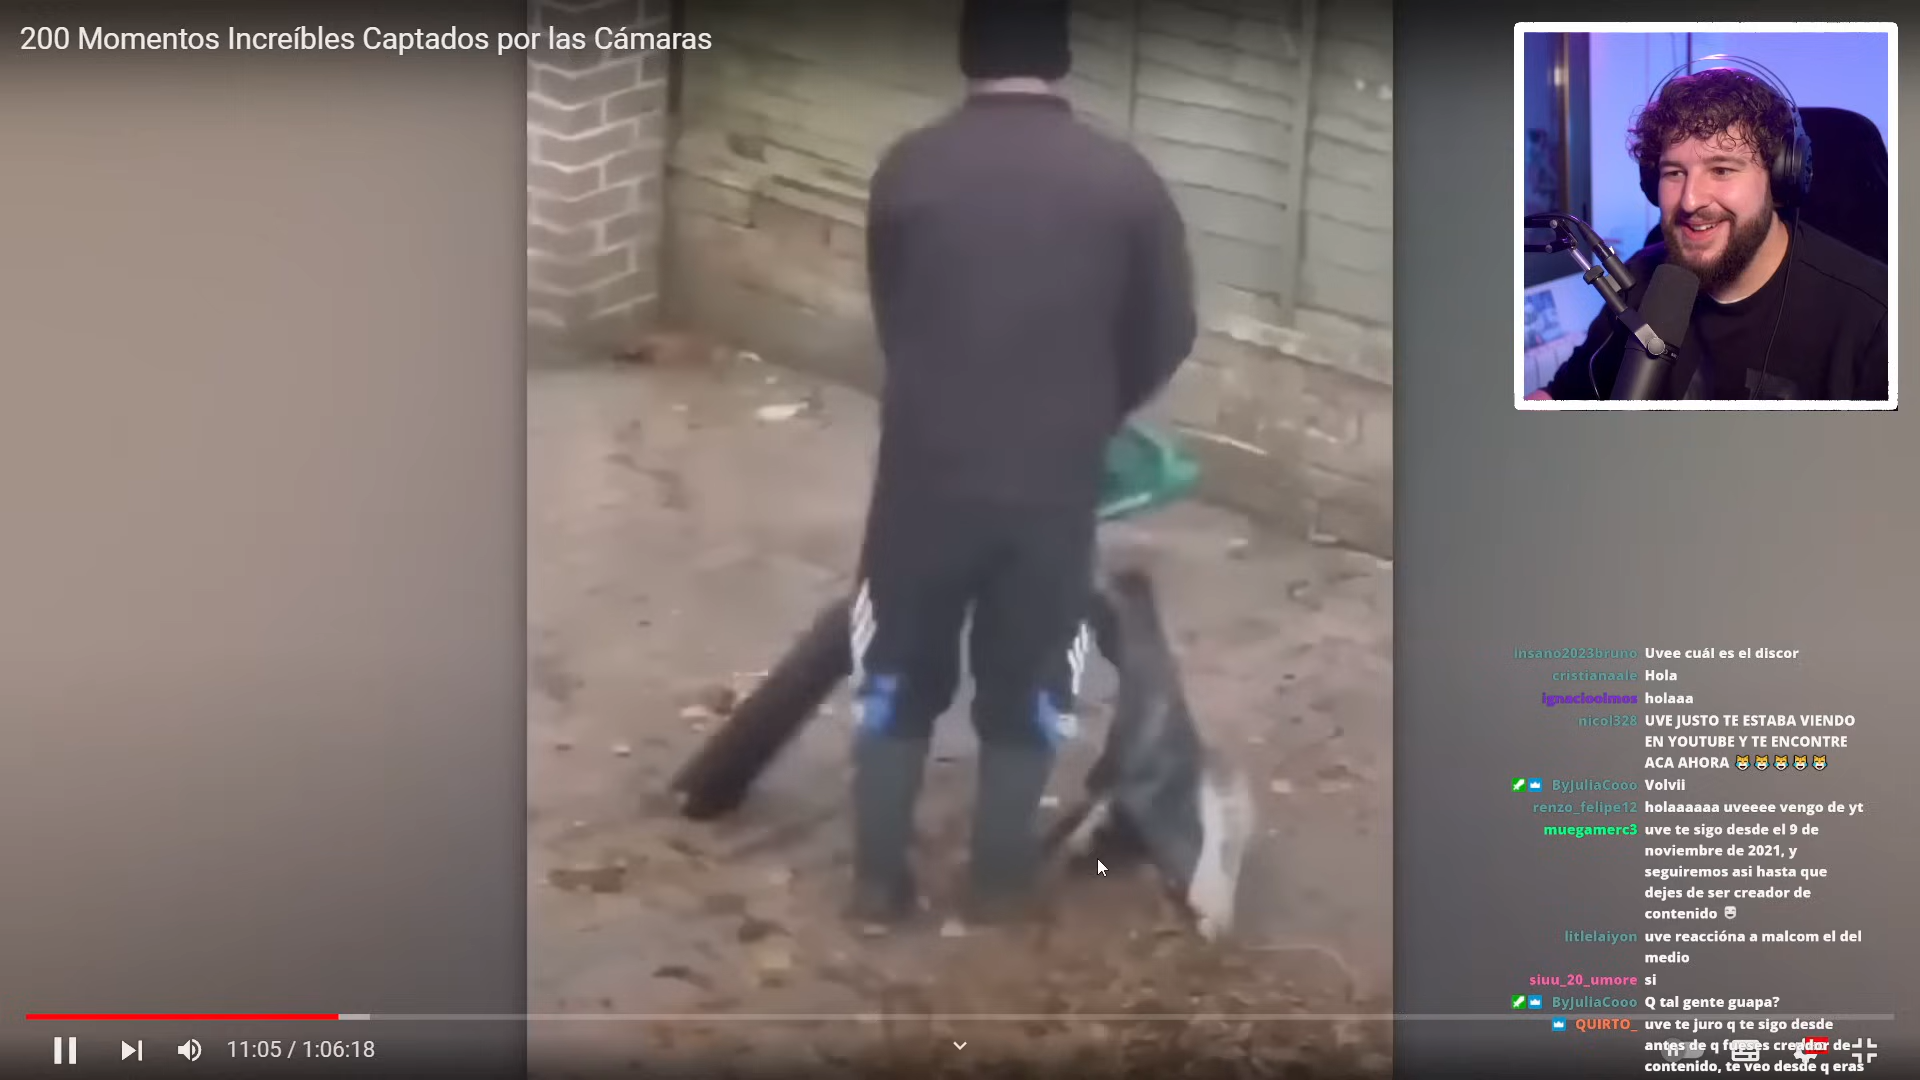 200 Momentos Increíbles Captados por las Cámaras
insano2023bruno Uvee cuál es el discor
cristianaale Hola
ignacioolmos holaaa
nicol328 UVE JUSTO TE ESTABA VIENDO
EN YOUTUBE Y TE ENCONTRE
ACA AHORA
ByJuliaCooo Volvii
renzo_felipe12 holaaaaaa uveeee vengo de yt
muegamerc3 uve te sigo desde el 9 de
noviembre de 2021, y
seguiremos asi hasta que
dejes de ser creador de
contenido
litlelaiyon uve reaccióna a malcom el del
medio
siuu_20_umore si
ByJuliaCooo Q tal gente guapa?
QUIRTO_ uve te juro q te sigo desde
antes de q fueses creador de
contenido, te veo desde q eras
11:05 / 1:06:18